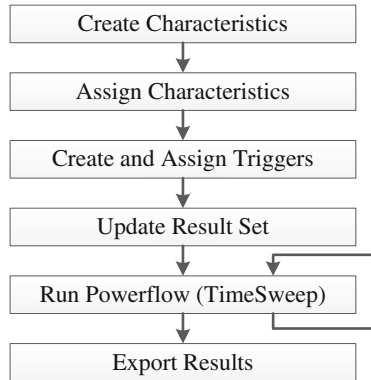 Create Characteristics
Assign Characteristics
Create and Assign Triggers
Update Result Set
Run Powerflow (TimeSweep)
Export Results